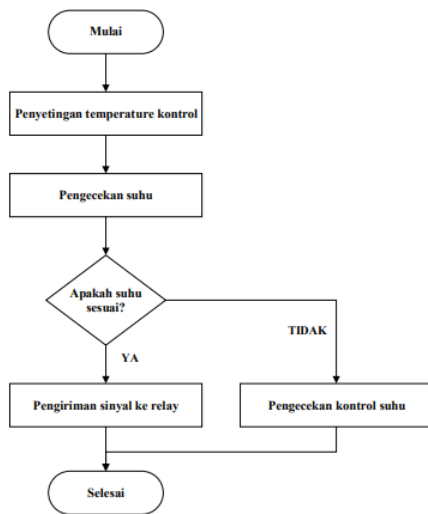 Mulai
Penyetingan temperature kontrol
Pengecekan suhu
Apakah suhu
sesuai?
TIDAK
YA
Pengiriman sinyal ke relay
Pengecekan kontrol suhu
Selesai